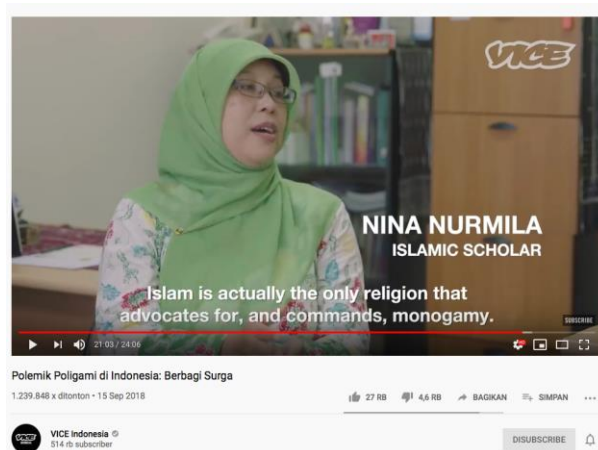 VICE
NINA NURMILA
ISLAMIC SCHOLAR
Islam is actually the only religion that
advocates for, and commands, monogamy.
SUBSCRIBE
21:03 / 24:06
Polemik Poligami di Indonesia: Berbagi Surga
1.239.848 x ditonton • 15 Sep 2018
27 RB 4,6 RB BAGIKAN SIMPAN
VICE
VICE Indonesia
514 rb subscriber
DISUBSCRIBE